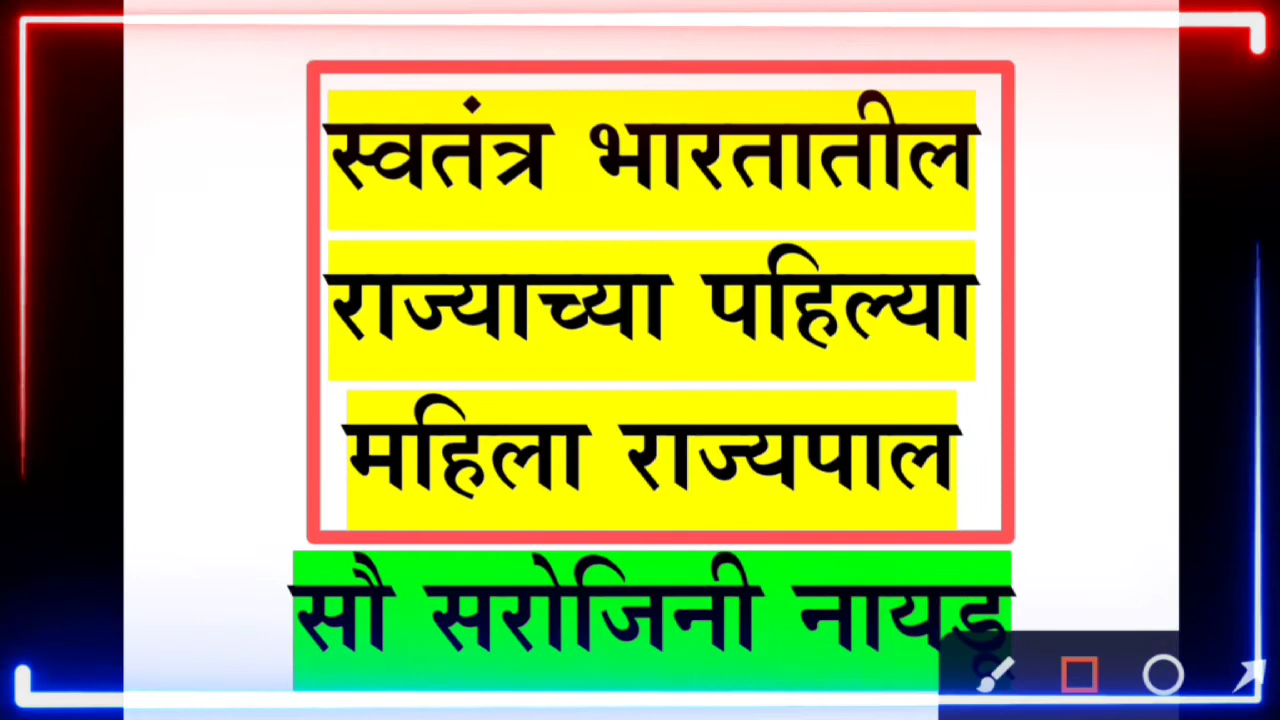 स्वतंत्र भारतातील
राज्याच्या पहिल्या
महिला राज्यपाल
सौ सरोजिनी नायडू